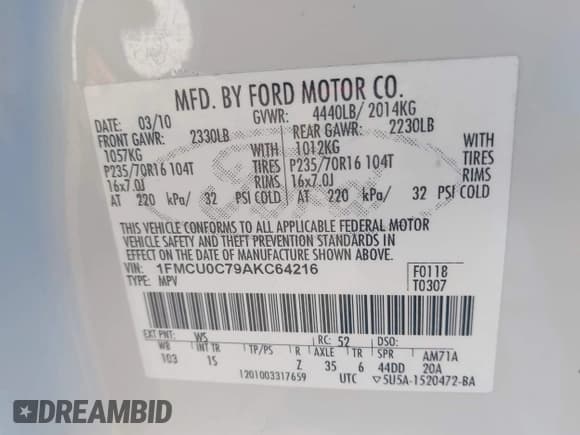 MFD. BY FORD MOTOR CO.
DATE: 03/10 GVWR: 4440LB/ 2014KG
FRONT GAWR: 2330LB REAR GAWR: 2230LB
1057KG WITH 1012KG WITH
P235/70R16 104T TIRES P235/70R16 104T TIRES
16x7.0J RIMS 16x7.0J RIMS
AT 220 kPa/ 32 PSI COLD AT 220 kPa/ 32 PSI COLD
THIS VEHICLE CONFORMS TO ALL APPLICABLE FEDERAL MOTOR
VEHICLE SAFETY AND BUMPER STANDARDS IN EFFECT ON THE
DATE OF MANUFACTURE SHOWN ABOVE.
VIN: 1FMCU0C79AKC64216 F0118
TYPE: MPV T0307
EXT PNT: WS RC: 52 DSO:
WB INT TR TP/PS R AXLE TR SPR AM71A
103 15 Z 35 6 44DD 20A
1201003317659 UTC ▽5U5A-1520472-BA
DREAMBID